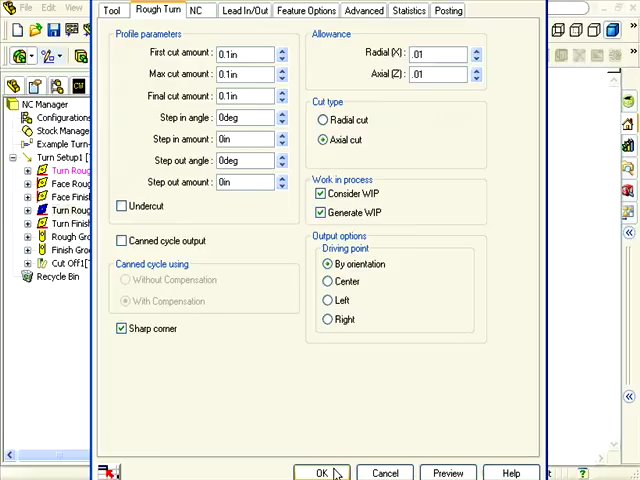 File Edit
Tool Rough Turn NC Lead In/Out Feature Options Advanced Statistics Posting
Profile parameters
First cut amount : 0.1in
Max cut amount : 0.1in
Final cut amount : 0.1in
Step in angle : 0deg
Step in amount : 0in
Step out angle : 0deg
Step out amount : 0in
Undercut
Canned cycle output
Canned cycle using
Without Compensation
With Compensation
Sharp corner
Allowance
Radial (X) : .01
Axial (Z) : .01
Cut type
Radial cut
Axial cut
Work in process
Consider WIP
Generate WIP
Output options
Driving point
By orientation
Center
Left
Right
NC Manager
Configurations
Stock Manage
Example Turn-
Turn Setup1 [
Turn Roug
Face Roug
Face Finis
Turn Roug
Turn Finis
Rough Gro
Finish Gro
Cut Off1[
Recycle Bin
OK Cancel Preview Help